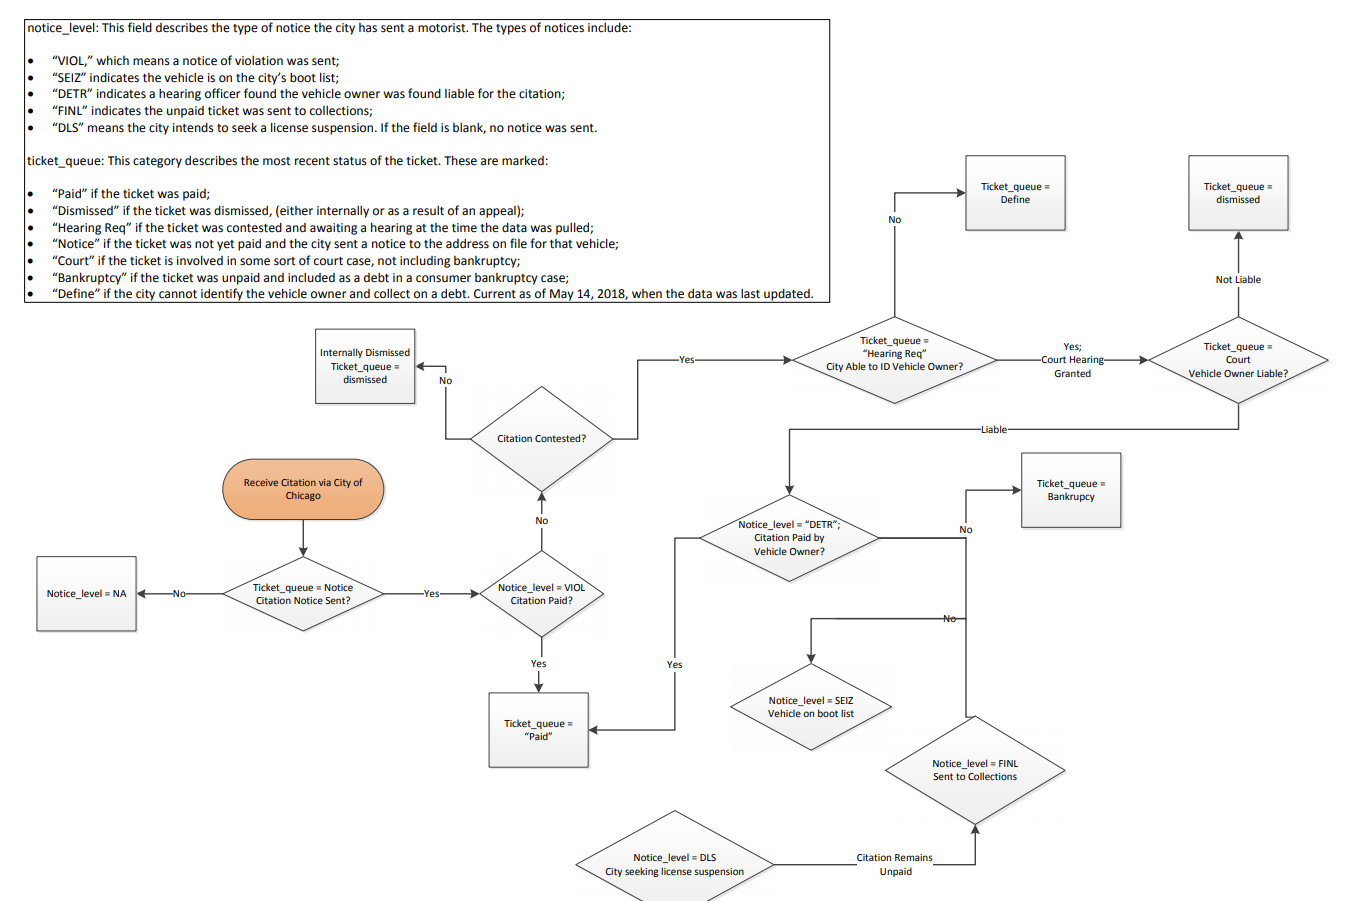 notice_level: This field describes the type of notice the city has sent a motorist. The types of notices include:
• “VIOL,” which means a notice of violation was sent;
• “SEIZ” indicates the vehicle is on the city’s boot list;
• “DETR” indicates a hearing officer found the vehicle owner was found liable for the citation;
• “FINL” indicates the unpaid ticket was sent to collections;
• “DLS” means the city intends to seek a license suspension. If the field is blank, no notice was sent.
ticket_queue: This category describes the most recent status of the ticket. These are marked:
• “Paid” if the ticket was paid;
• “Dismissed” if the ticket was dismissed, (either internally or as a result of an appeal);
• “Hearing Req” if the ticket was contested and awaiting a hearing at the time the data was pulled;
• “Notice” if the ticket was not yet paid and the city sent a notice to the address on file for that vehicle;
• “Court” if the ticket is involved in some sort of court case, not including bankruptcy;
• “Bankruptcy” if the ticket was unpaid and included as a debt in a consumer bankruptcy case;
• “Define” if the city cannot identify the vehicle owner and collect on a debt. Current as of May 14, 2018, when the data was last updated.
Ticket_queue =
Define
Ticket_queue =
dismissed
No
Not Liable
Internally Dismissed
Ticket_queue =
dismissed
No
Yes
Ticket_queue =
“Hearing Req”
City Able to ID Vehicle Owner?
Yes;
Court Hearing
Granted
Ticket_queue =
Court
Vehicle Owner Liable?
Citation Contested?
Liable
Receive Citation via City of
Chicago
No
Notice_level = “DETR”;
Citation Paid by
Vehicle Owner?
No
Ticket_queue =
Bankrupcy
Notice_level = NA
No
Ticket_queue = Notice
Citation Notice Sent?
Yes
Notice_level = VIOL
Citation Paid?
No
Yes
Yes
Ticket_queue =
“Paid”
Notice_level = SEIZ
Vehicle on boot list
Notice_level = FINL
Sent to Collections
Notice_level = DLS
City seeking license suspension
Citation Remains
Unpaid